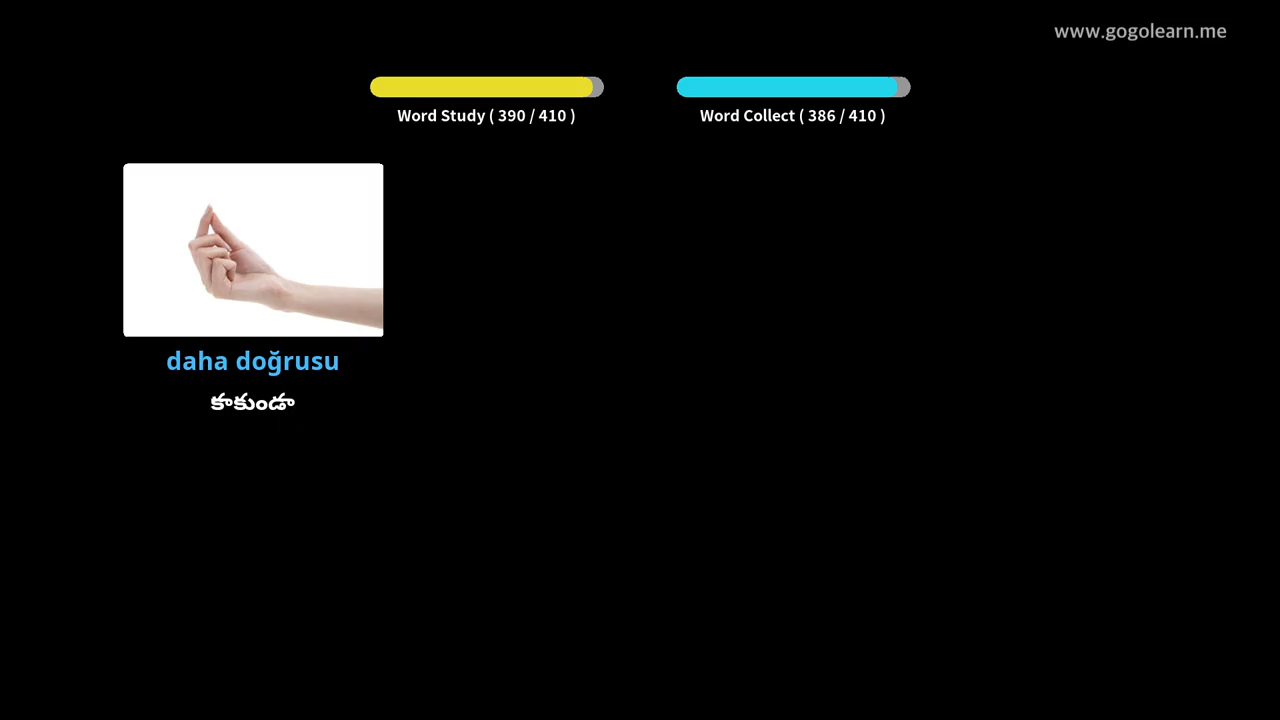 www.gogolearn.me
Word Study ( 390 / 410 )
Word Collect ( 386 / 410 )
daha doğrusu
కాకుండా